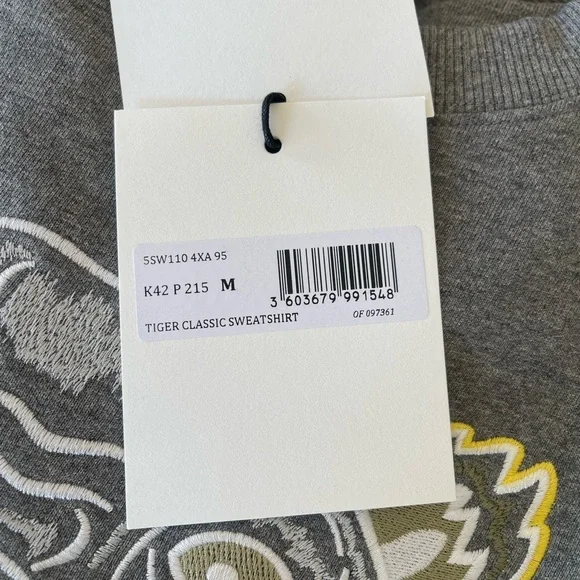 5SW110 4XA 95
K42 P 215 M
3 603679 991548
TIGER CLASSIC SWEATSHIRT
OF 097361